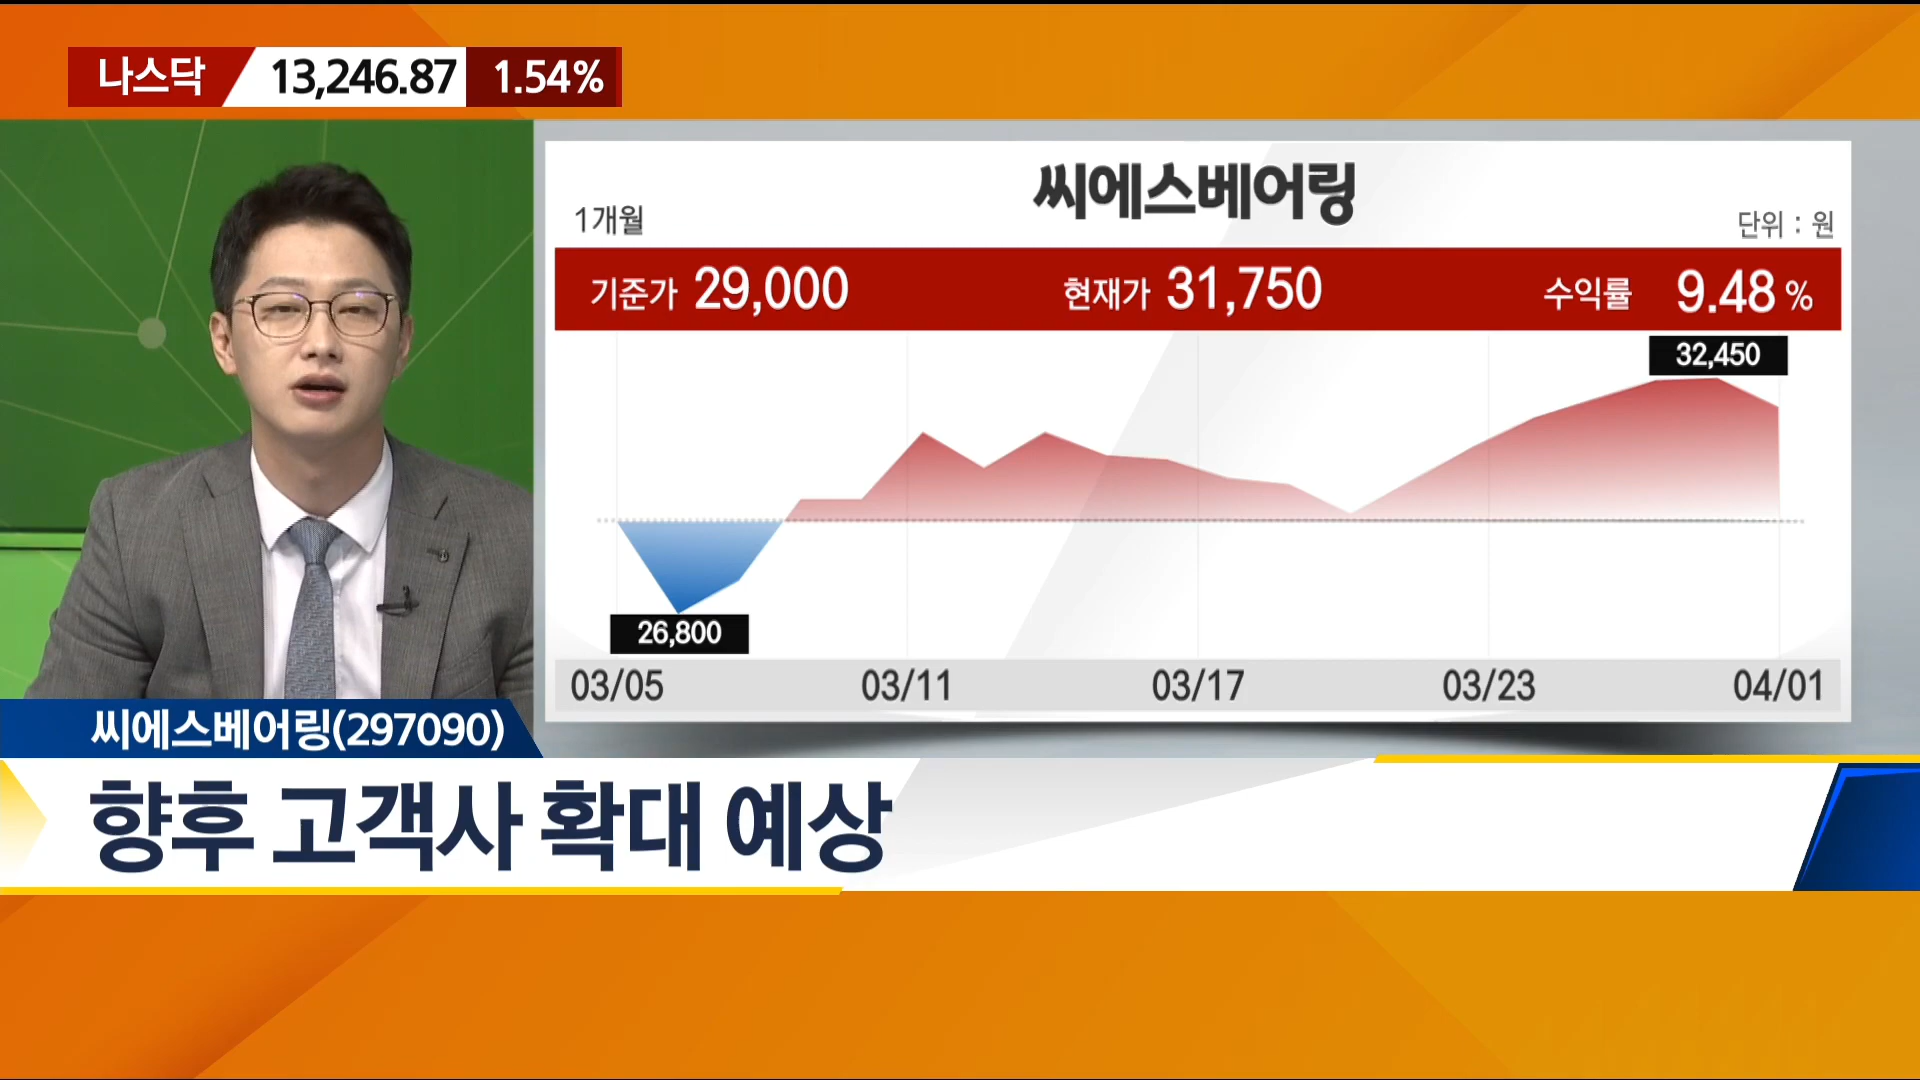 나스닥 13,246.87 1.54%
씨에스베어링
1개월
단위 : 원
기준가 29,000 현재가 31,750 수익률 9.48 %
32,450
26,800
03/05 03/11 03/17 03/23 04/01
씨에스베어링(297090)
향후 고객사 확대 예상